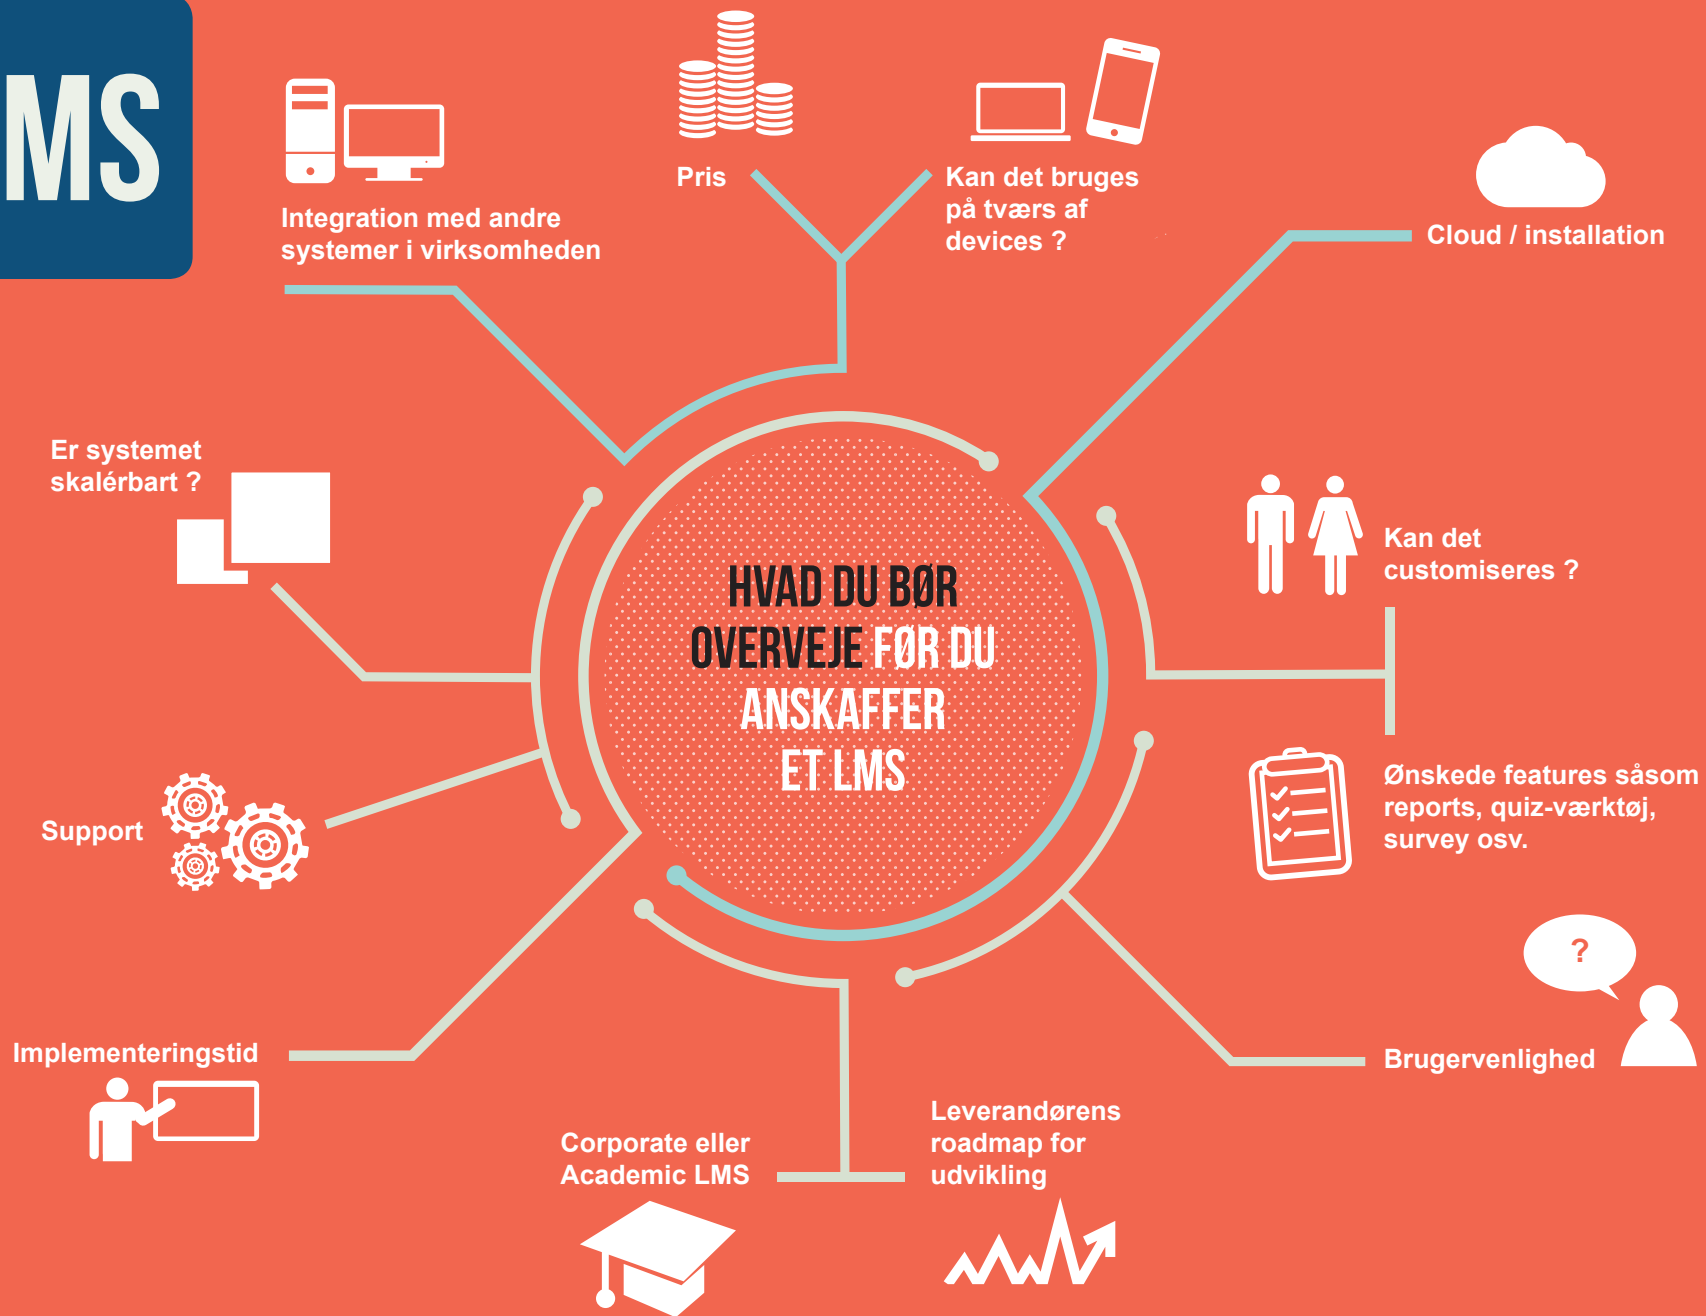 MS
Integration med andre
systemer i virksomheden
Pris
Kan det bruges
på tværs af
devices ?
Cloud / installation
Er systemet
skalérbart ?
Kan det
customiseres ?
HVAD DU BØR
OVERVEJE FØR DU
ANSKAFFER
ET LMS
Ønskede features såsom
reports, quiz-værktøj,
survey osv.
Support
?
Brugervenlighed
Implementeringstid
Corporate eller
Academic LMS
Leverandørens
roadmap for
udvikling